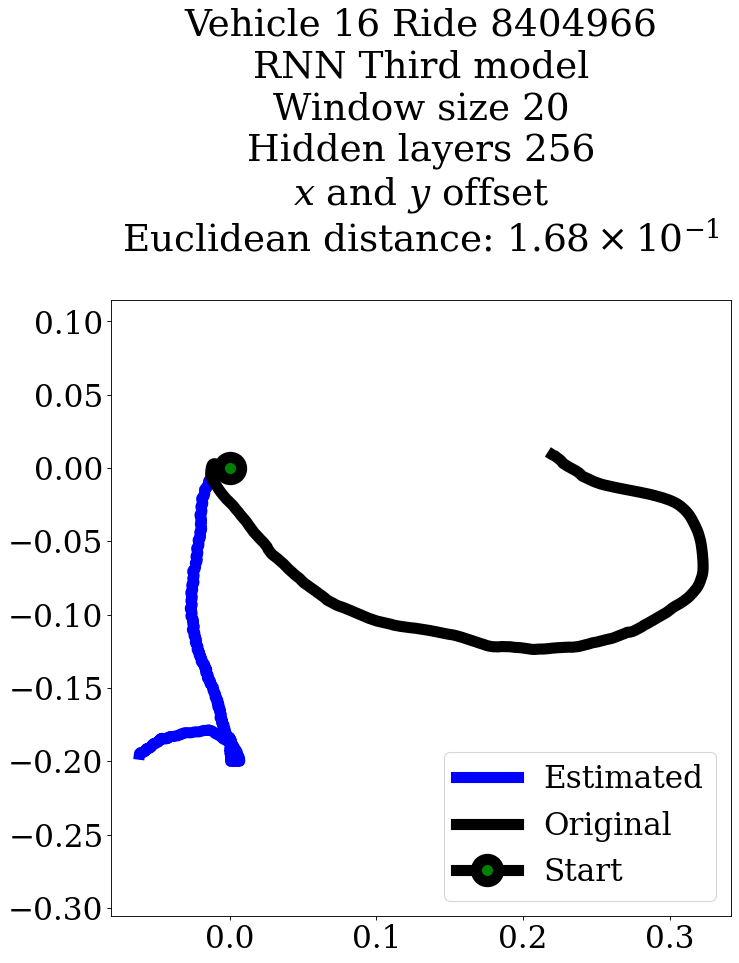 Vehicle 16 Ride 8404966
RNN Third model
Window size 20
Hidden layers 256
x and y offset
Euclidean distance: 1.68 × 10⁻¹
0.10
0.05
0.00
−0.05
−0.10
−0.15
−0.20
−0.25
−0.30
0.0 0.1 0.2 0.3
Estimated
Original
Start